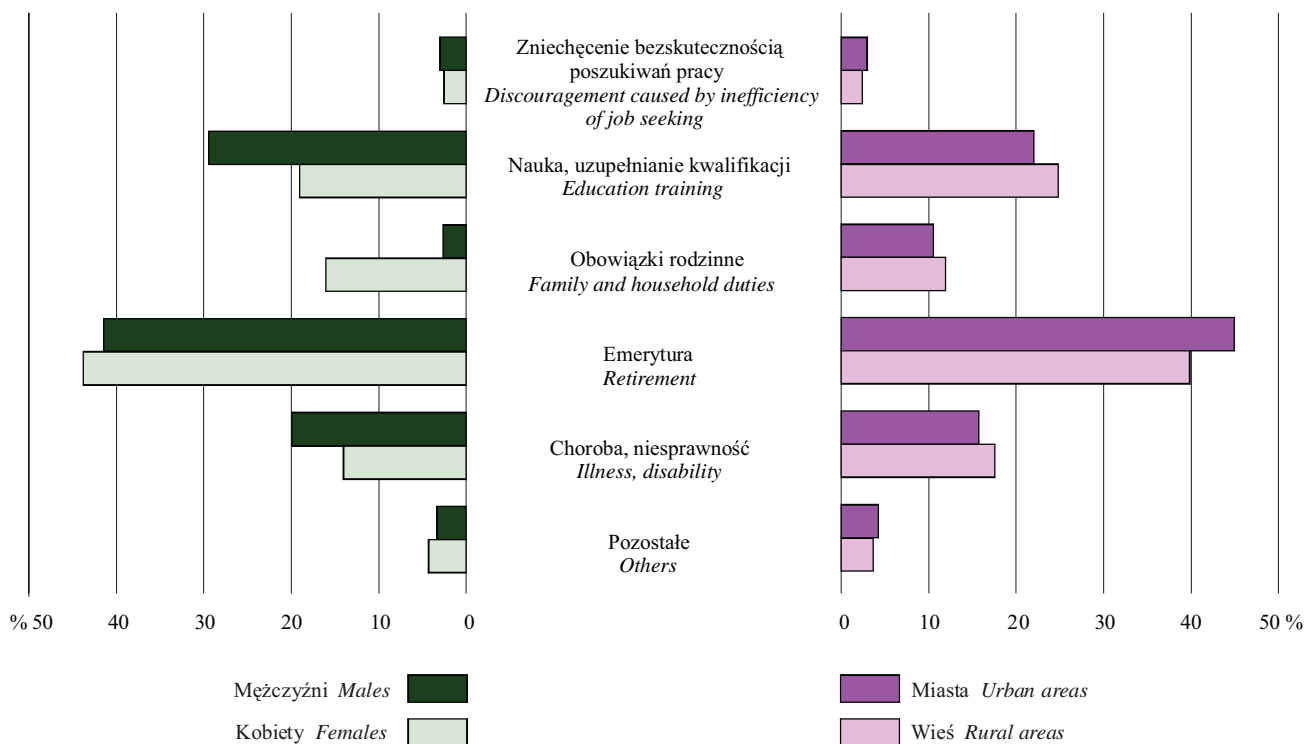 Zniechęcenie bezskutecznością
poszukiwań pracy
Discouragement caused by inefficiency
of job seeking
Nauka, uzupełnianie kwalifikacji
Education training
Obowiązki rodzinne
Family and household duties
Emerytura
Retirement
Choroba, niesprawność
Illness, disability
Pozostałe
Others
% 50 40 30 20 10 0 0 10 20 30 40 50 %
Mężczyźni Males
Kobiety Females
Miasta Urban areas
Wieś Rural areas